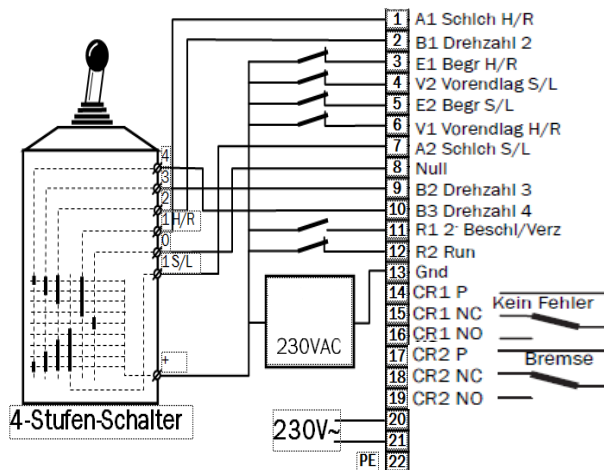 1 A1 Schlch H/R
2 B1 Drehzahl 2
3 E1 Begr H/R
4 V2 Vorendlag S/L
5 E2 Begr S/L
6 V1 Vorendlag H/R
7 A2 Schlch S/L
8 Null
9 B2 Drehzahl 3
10 B3 Drehzahl 4
11 R1 2- Beschl/Verz
12 R2 Run
13 Gnd
14 CR1 P
Kein Fehler
15 CR1 NC
16 CR1 NO
17 CR2 P
Bremse
18 CR2 NC
19 CR2 NO
20
21
PE 22
4
3
2
1 H/R
0
1 S/L
+
4-Stufen-Schalter
230VAC
230V~